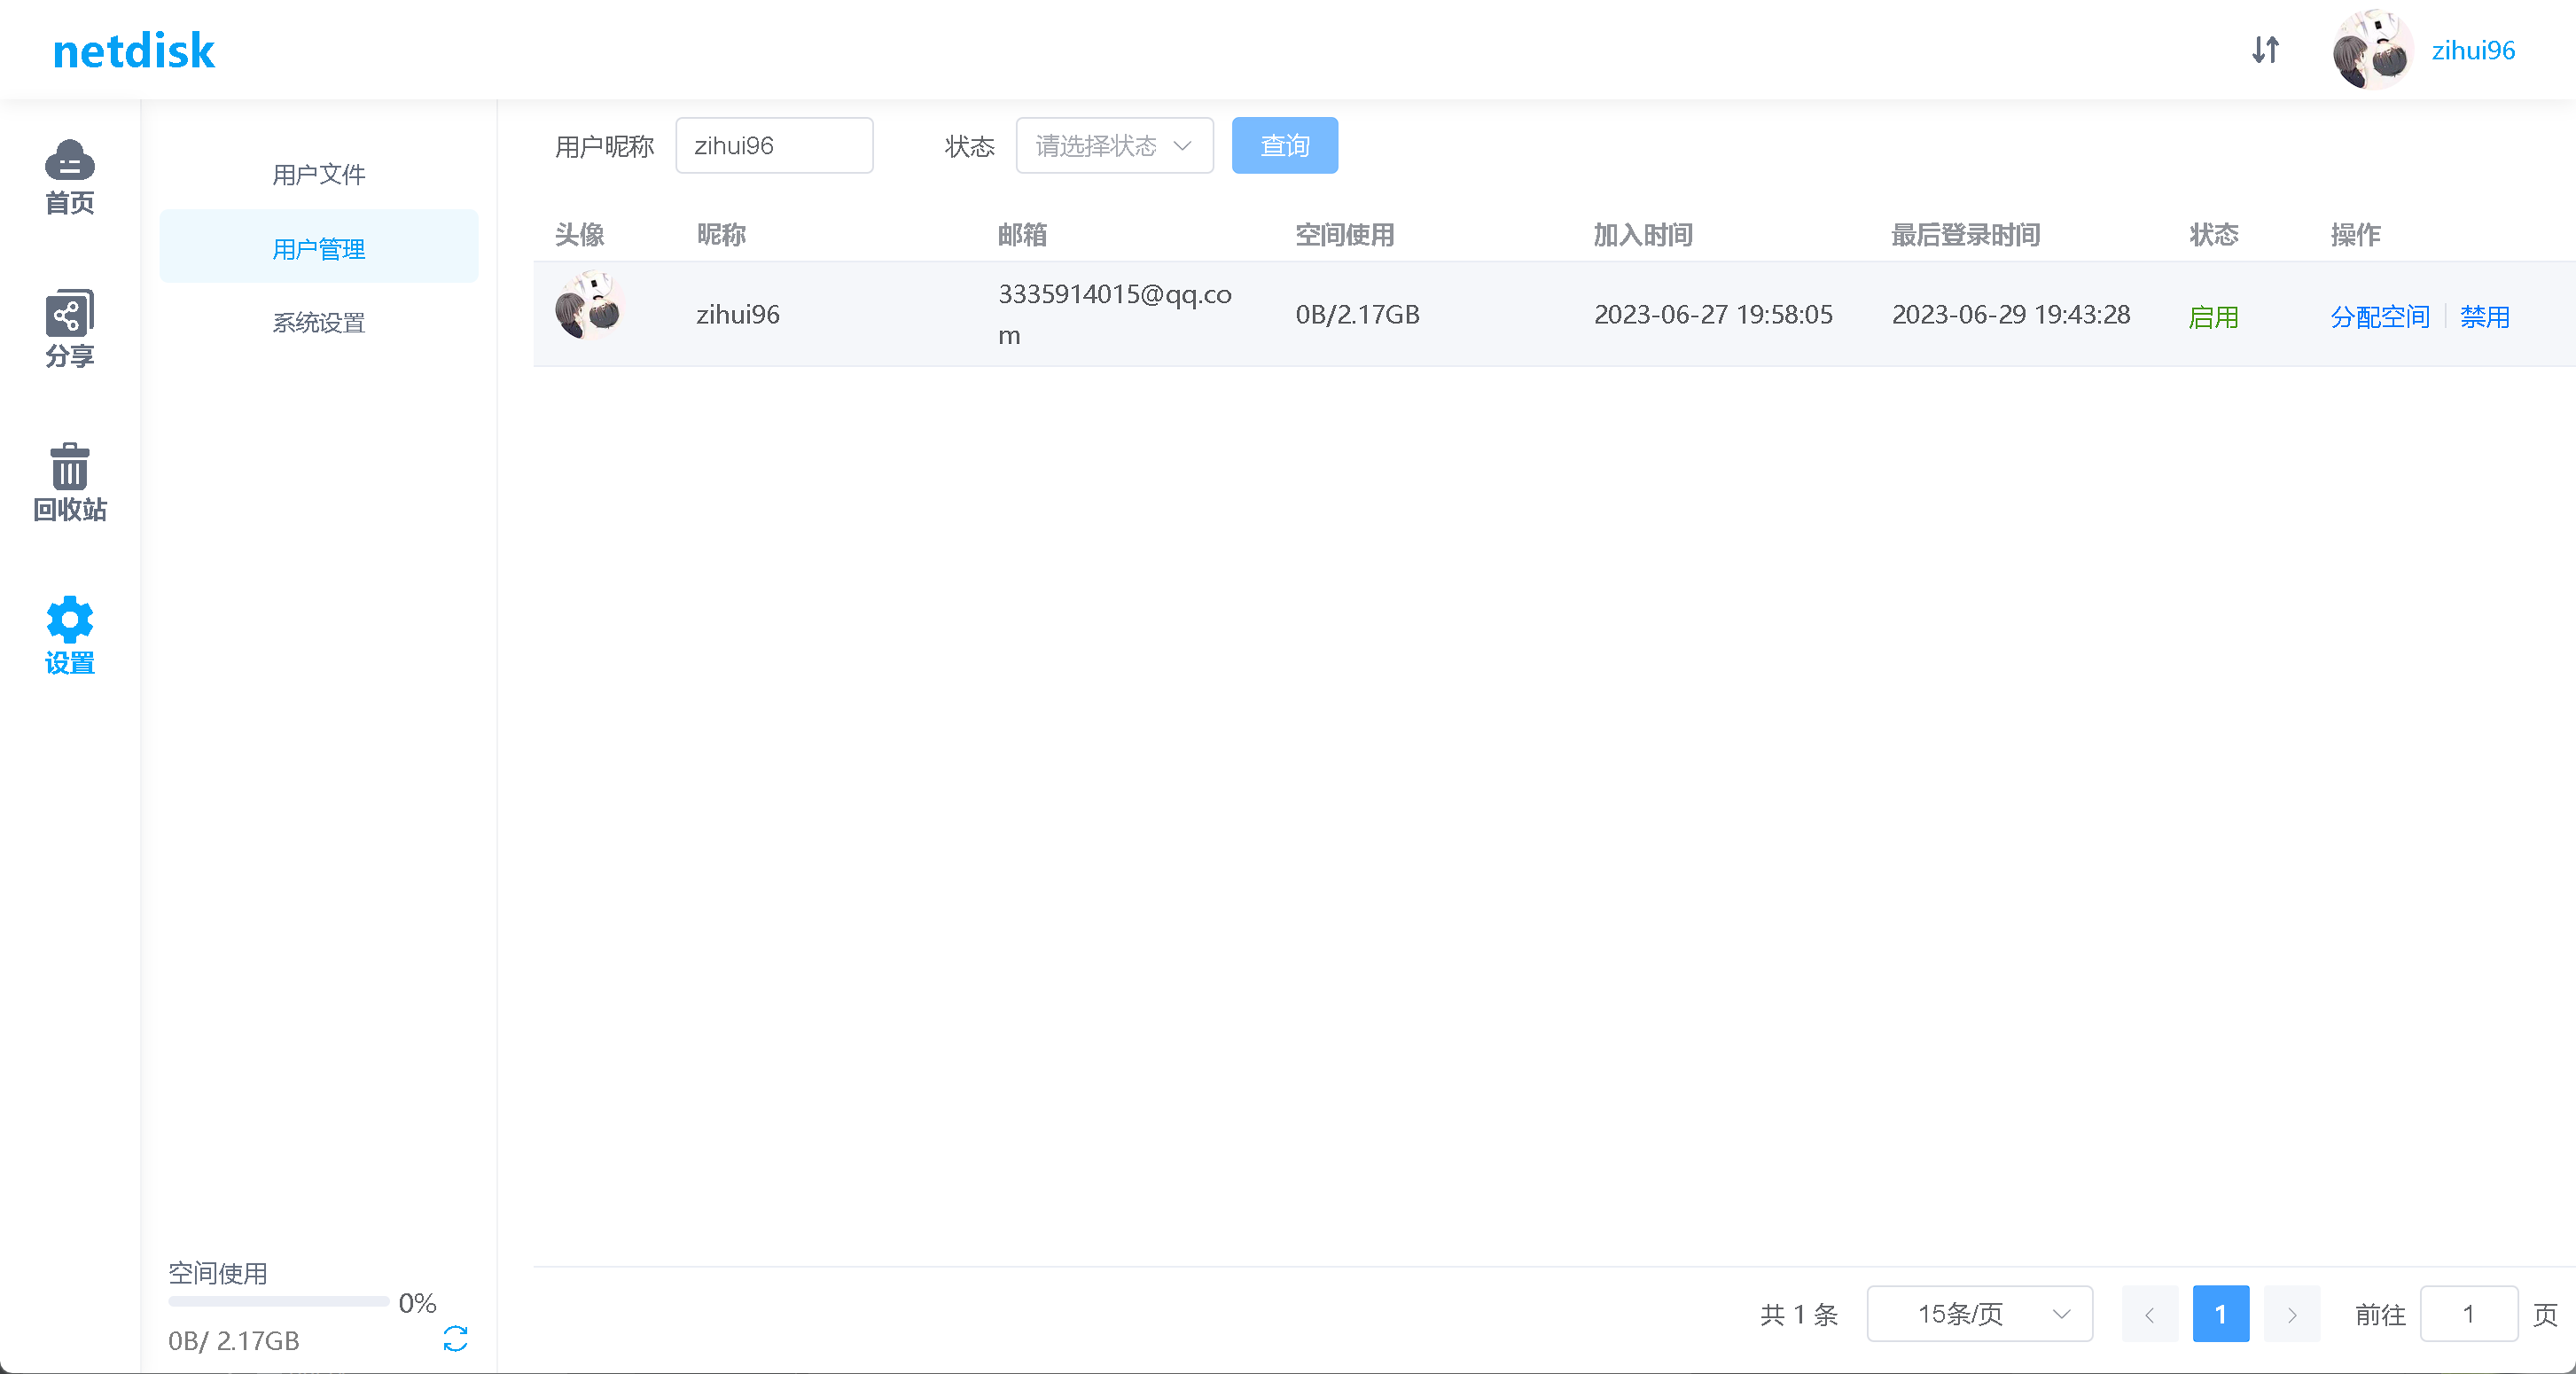 netdisk
zihui96
首页
分享
回收站
设置
用户文件
用户管理
系统设置
空间使用
0%
0B/ 2.17GB
用户昵称 zihui96 状态 请选择状态 查询
头像 昵称 邮箱 空间使用 加入时间 最后登录时间 状态 操作
zihui96 3335914015@qq.co 0B/2.17GB 2023-06-27 19:58:05 2023-06-29 19:43:28 启用 分配空间 禁用
m
共 1 条 15条/页 1 前往 1 页